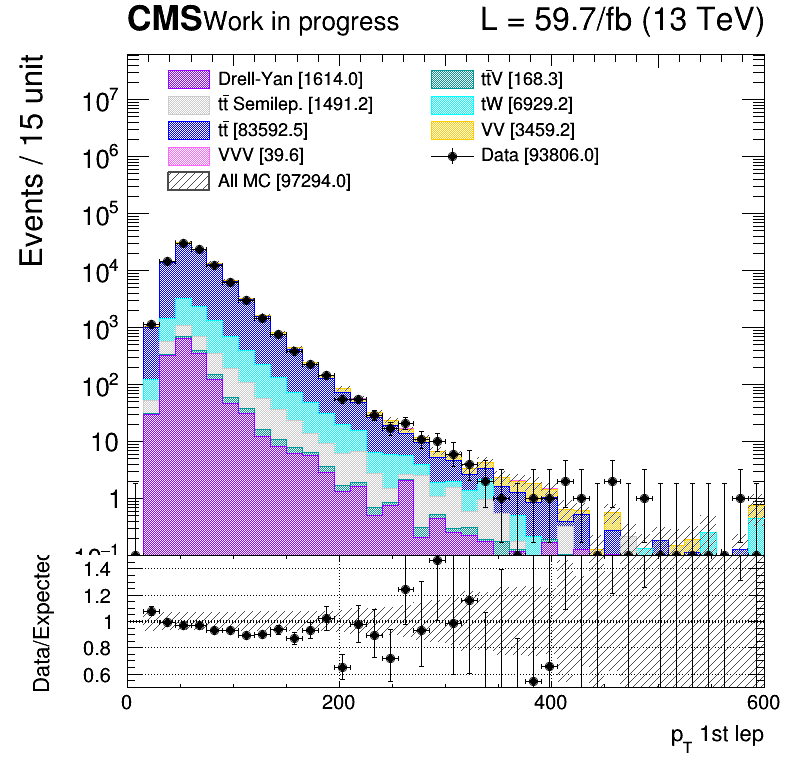 CMS Work in progress L = 59.7/fb (13 TeV)
Events / 15 unit
Drell-Yan [1614.0] tt̄V [168.3]
tt̄ Semilep. [1491.2] tW [6929.2]
tt̄ [83592.5] VV [3459.2]
VVV [39.6] Data [93806.0]
All MC [97294.0]
10⁷
10⁶
10⁵
10⁴
10³
10²
10
1
10⁻¹
Data/Expected
1.4
1.2
1
0.8
0.6
0 200 400 600
p_T 1st lep